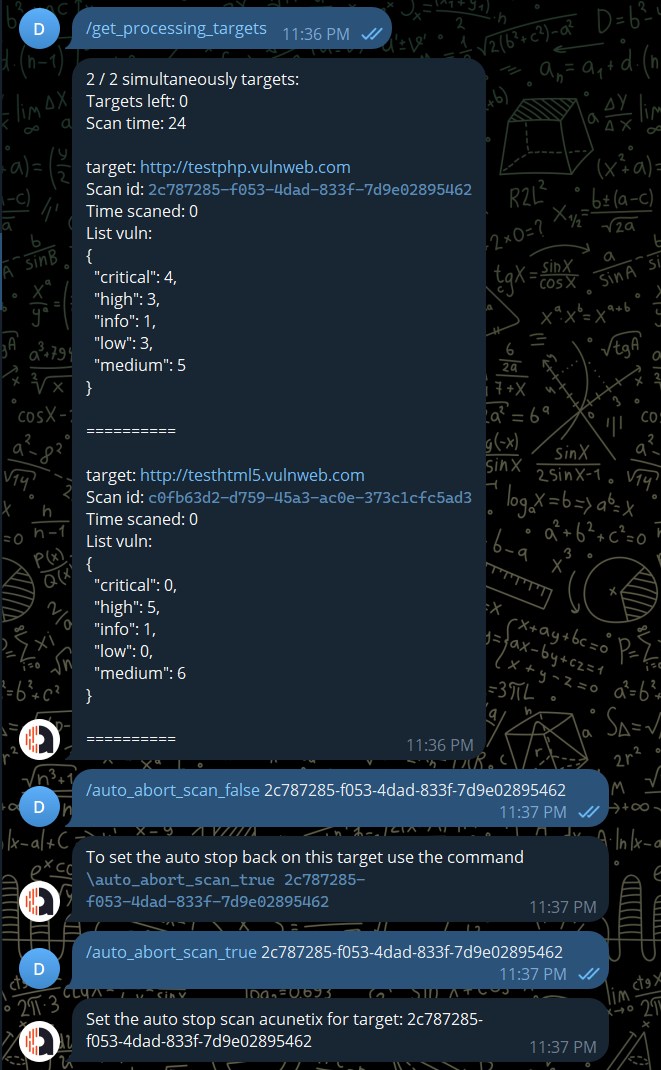 D
/get_processing_targets 11:36 PM
2 / 2 simultaneously targets:
Targets left: 0
Scan time: 24
target: http://testphp.vulnweb.com
Scan id: 2c787285-f053-4dad-833f-7d9e02895462
Time scaned: 0
List vuln:
{
"critical": 4,
"high": 3,
"info": 1,
"low": 3,
"medium": 5
}
==========
target: http://testhtml5.vulnweb.com
Scan id: c0fb63d2-d759-45a3-ac0e-373c1cfc5ad3
Time scaned: 0
List vuln:
{
"critical": 0,
"high": 5,
"info": 1,
"low": 0,
"medium": 6
}
==========
11:36 PM
D
/auto_abort_scan_false 2c787285-f053-4dad-833f-7d9e02895462
11:37 PM
To set the auto stop back on this target use the command
\auto_abort_scan_true 2c787285-
f053-4dad-833f-7d9e02895462
11:37 PM
D
/auto_abort_scan_true 2c787285-f053-4dad-833f-7d9e02895462
11:37 PM
Set the auto stop scan acunetix for target: 2c787285-
f053-4dad-833f-7d9e02895462
11:37 PM